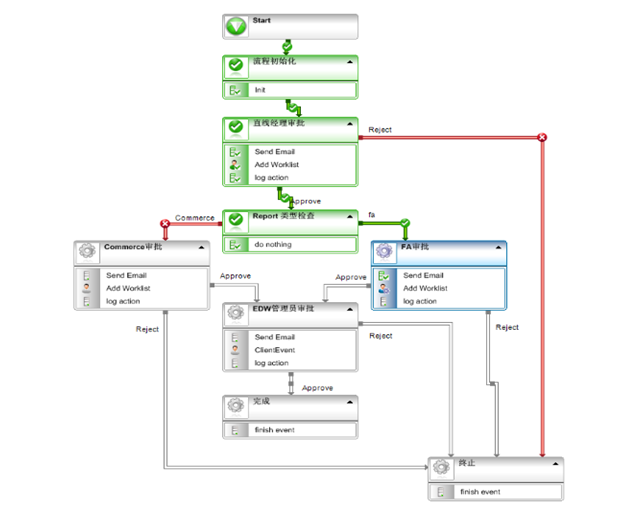 Start
流程初始化
Init
直线经理审批
Reject
Send Email
Add Worklist
log action
Approve
Commerce
Report 类型检查
fa
do nothing
Commerce审批
FA审批
Send Email
Add Worklist
log action
Send Email
Add Worklist
log action
Approve
Approve
EDW管理员审批
Reject
Reject
Reject
Send Email
ClientEvent
log action
Approve
完成
finish event
终止
finish event